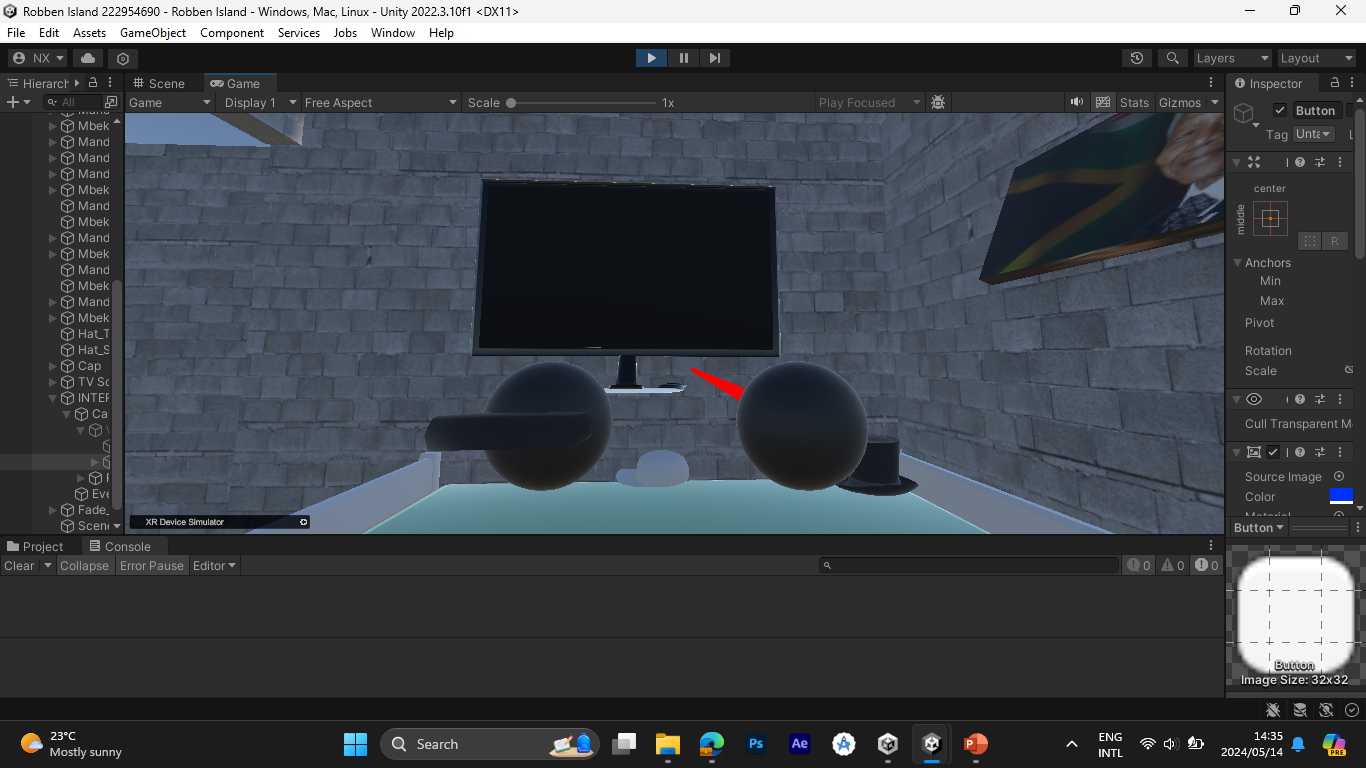 Robben Island 222954690 - Robben Island - Windows, Mac, Linux - Unity 2022.3.10f1 <DX11>
File Edit Assets GameObject Component Services Jobs Window Help
NX Layers Layout
Hierarch Scene Game Inspector
All Game Display 1 Free Aspect Scale 1x Play Focused Stats Gizmos
Button
Tag Unta
Mbek
Mand
Mand
Mand
Mbek
Mand
Mbek
Mand
Mbek
Mand
Mbek
Mand
Mbek
Hat_T
Hat_S
Cap
TV Sc
INTER
Ca
Eve
Fade_
Scene
center
middle
R
Anchors
Min
Max
Pivot
Rotation
Scale
Cull Transparent M
Source Image
Color
Button
XR Device Simulator
Project Console
Clear Collapse Error Pause Editor 0 0 0
Button
Image Size: 32x32
23°C
Mostly sunny
Search
Ps
Ae
P
ENG
INTL
14:35
2024/05/14
PRE